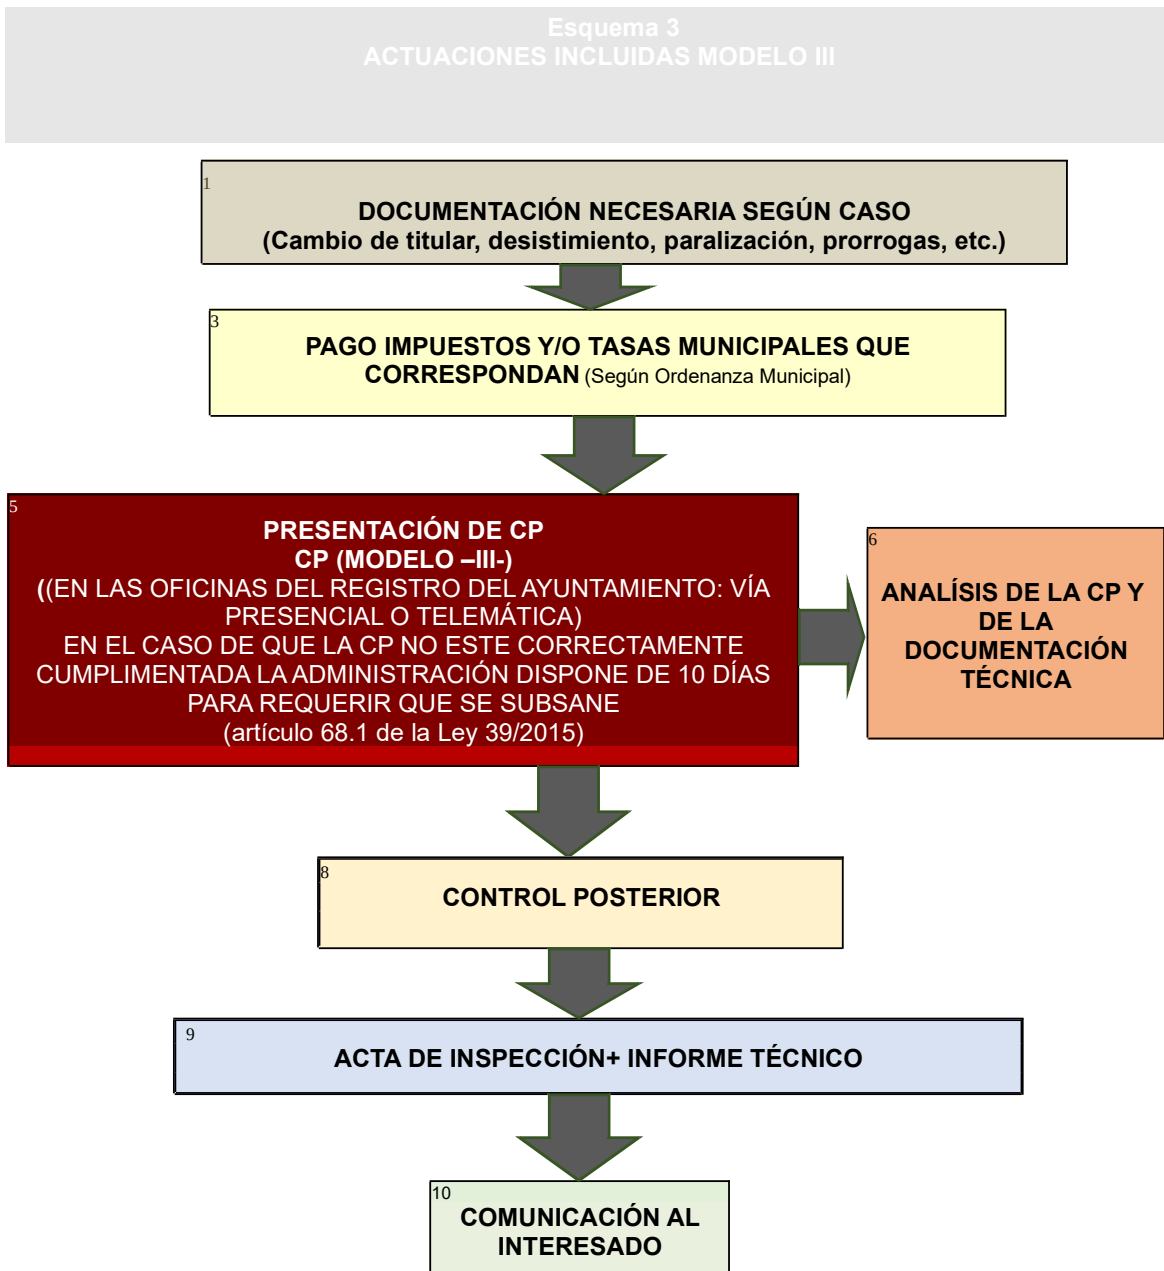 Esquema 3
ACTUACIONES INCLUIDAS MODELO III
1
DOCUMENTACIÓN NECESARIA SEGÚN CASO
(Cambio de titular, desistimiento, paralización, prorrogas, etc.)
3
PAGO IMPUESTOS Y/O TASAS MUNICIPALES QUE
CORRESPONDAN (Según Ordenanza Municipal)
5
PRESENTACIÓN DE CP
CP (MODELO –III-)
((EN LAS OFICINAS DEL REGISTRO DEL AYUNTAMIENTO: VÍA
PRESENCIAL O TELEMÁTICA)
EN EL CASO DE QUE LA CP NO ESTE CORRECTAMENTE
CUMPLIMENTADA LA ADMINISTRACIÓN DISPONE DE 10 DÍAS
PARA REQUERIR QUE SE SUBSANE
(artículo 68.1 de la Ley 39/2015)
6
ANALÍSIS DE LA CP Y
DE LA
DOCUMENTACIÓN
TÉCNICA
8
CONTROL POSTERIOR
9
ACTA DE INSPECCIÓN+ INFORME TÉCNICO
10
COMUNICACIÓN AL
INTERESADO